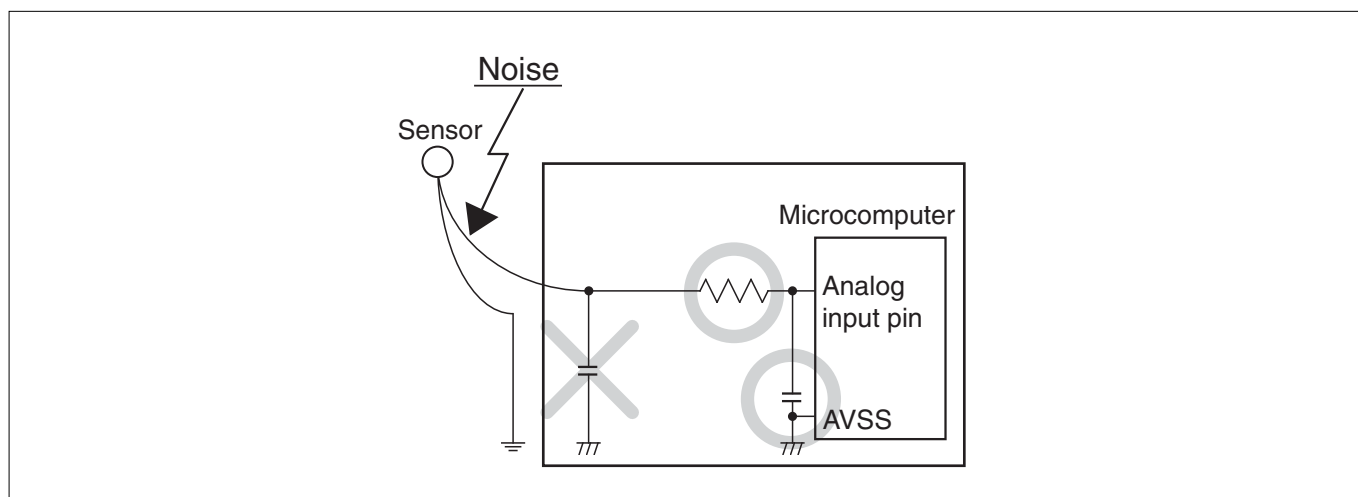 Noise
Sensor
Microcomputer
Analog
input pin
AVSS